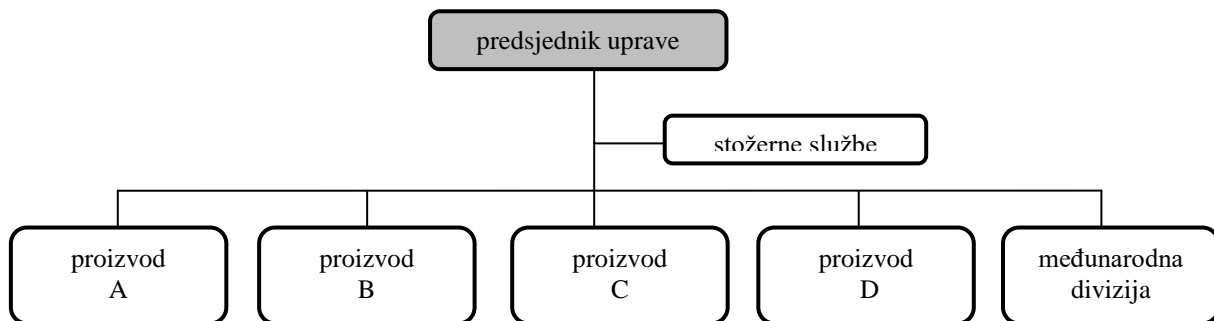 predsjednik uprave
stožerne službe
proizvod
A
proizvod
B
proizvod
C
proizvod
D
međunarodna
divizija